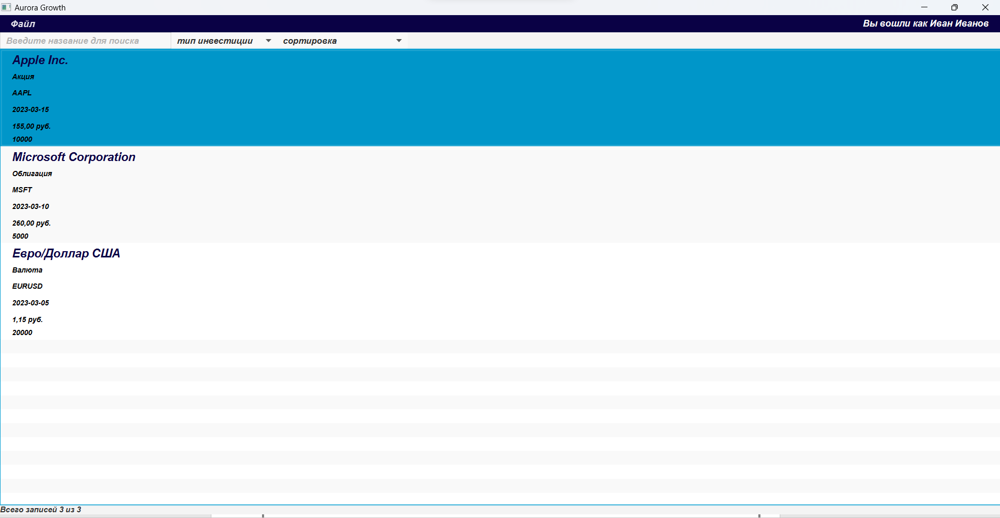 Aurora Growth
Файл
Вы вошли как Иван Иванов
Введите название для поиска
тип инвестиции
сортировка
Apple Inc.
Акция
AAPL
2023-03-15
155,00 руб.
10000
Microsoft Corporation
Облигация
MSFT
2023-03-10
260,00 руб.
5000
Евро/Доллар США
Валюта
EURUSD
2023-03-05
1,15 руб.
20000
Всего записей 3 из 3